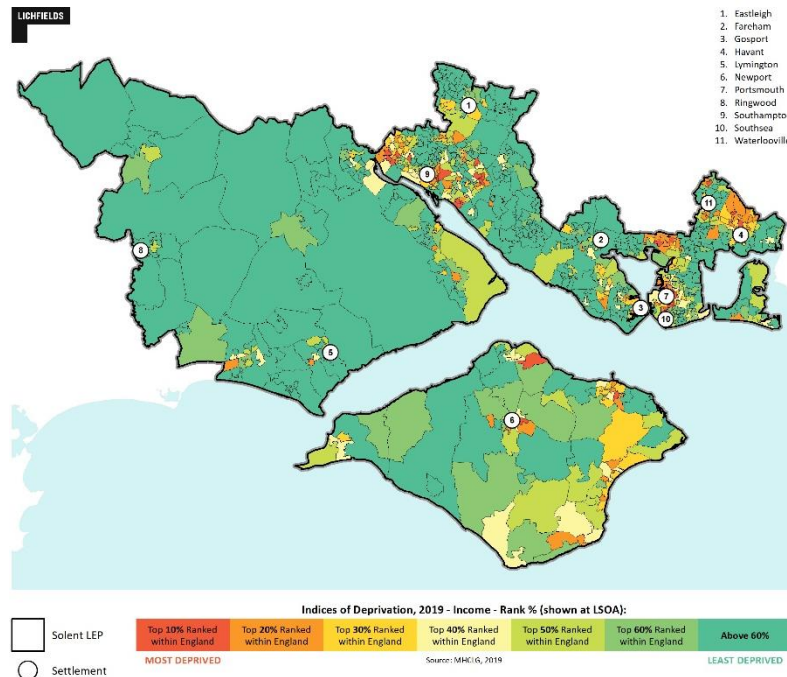 LICHFIELDS
1. Eastleigh
2. Fareham
3. Gosport
4. Havant
5. Lymington
6. Newport
7. Portsmouth
8. Ringwood
9. Southampto
10. Southsea
11. Waterlooville
1
11
9
2
4
8
7
3
10
5
6
Indices of Deprivation, 2019 - Income - Rank % (shown at LSOA):
Solent LEP
Top 10% Ranked within England
Top 20% Ranked within England
Top 30% Ranked within England
Top 40% Ranked within England
Top 50% Ranked within England
Top 60% Ranked within England
Above 60%
Settlement
MOST DEPRIVED
Source: MHCLG, 2019
LEAST DEPRIVED